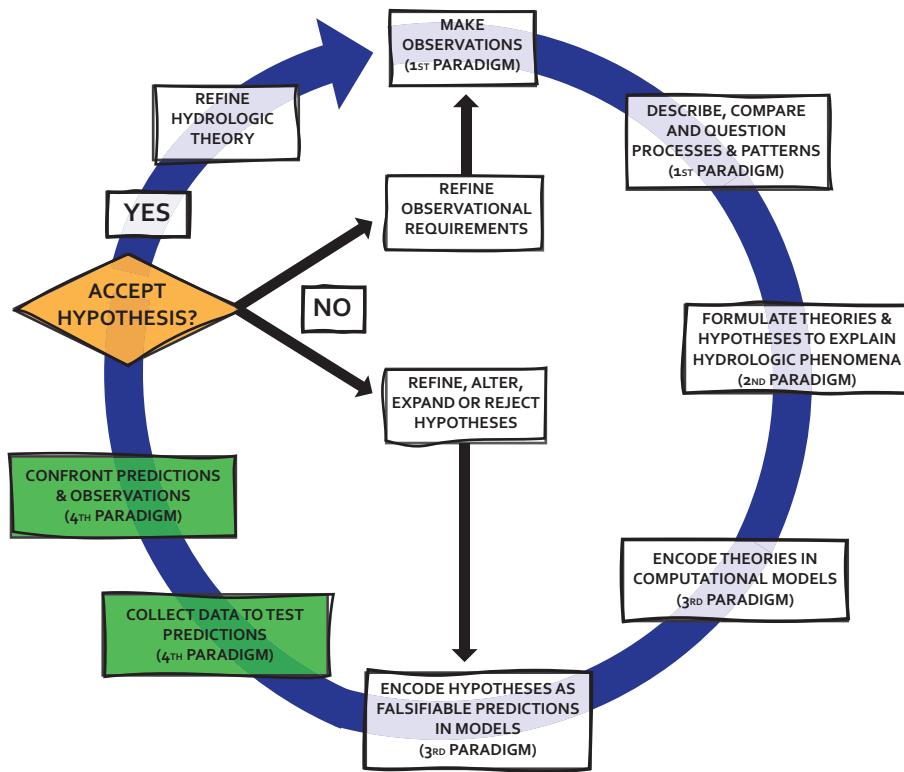 MAKE
OBSERVATIONS
(1ST PARADIGM)
DESCRIBE, COMPARE
AND QUESTION
PROCESSES & PATTERNS
(1ST PARADIGM)
FORMULATE THEORIES &
HYPOTHESES TO EXPLAIN
HYDROLOGIC PHENOMENA
(2ND PARADIGM)
ENCODE THEORIES IN
COMPUTATIONAL MODELS
(3RD PARADIGM)
ENCODE HYPOTHESES AS
FALSIFIABLE PREDICTIONS
IN MODELS
(3RD PARADIGM)
COLLECT DATA TO TEST
PREDICTIONS
(4TH PARADIGM)
CONFRONT PREDICTIONS
& OBSERVATIONS
(4TH PARADIGM)
ACCEPT
HYPOTHESIS?
YES
REFINE
HYDROLOGIC
THEORY
NO
REFINE
OBSERVATIONAL
REQUIREMENTS
REFINE, ALTER,
EXPAND OR REJECT
HYPOTHESES